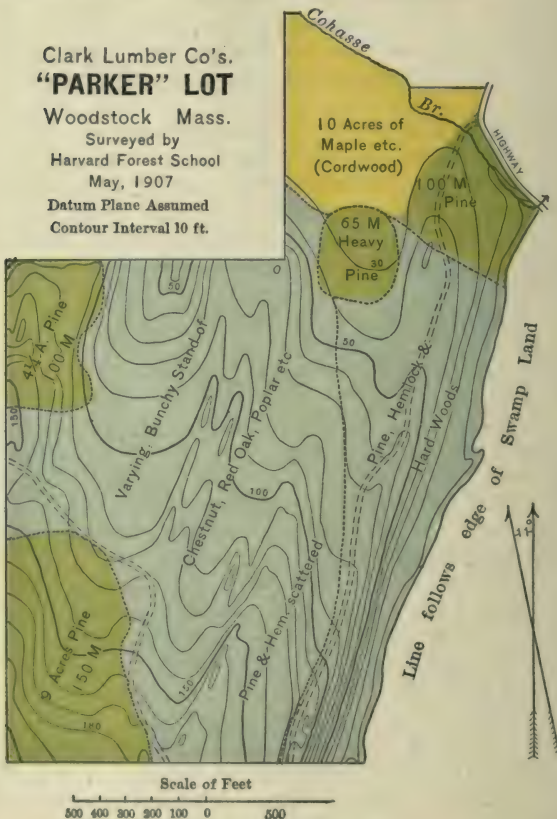 Clark Lumber Co's.
"PARKER" LOT
Woodstock Mass.
Surveyed by
Harvard Forest School
May, 1907
Datum Plane Assumed
Contour Interval 10 ft.
Cohasse
Br.
HIGHWAY
10 Acres of
Maple etc.
(Cordwood)
100 M
Pine
65 M
Heavy
30
Pine
50
4¼ A. Pine
100 M
150
50
Varying, Bunchy Stand of
Chestnut, Red Oak, Poplar etc
100
Pine, Hemlock &
Hard Woods
Line follows edge of Swamp Land
9 Acres Pine
150 M
180
150
Pine & Hem. scattered
Scale of Feet
500 400 300 200 100 0 500